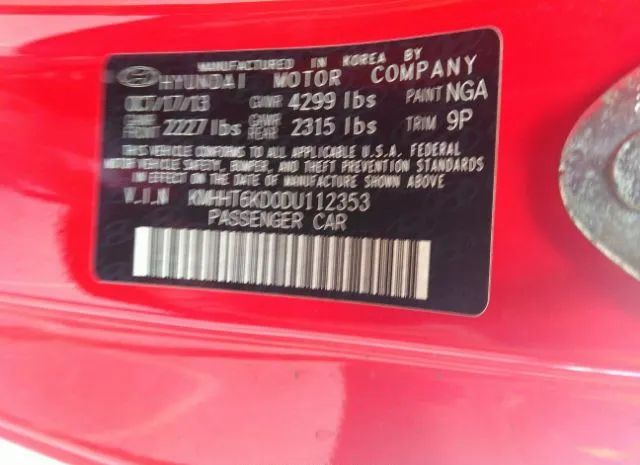 MANUFACTURED IN KOREA BY
HYUNDAI MOTOR COMPANY
OCT/17/13 GVWR 4299 lbs PAINT NGA
GAWR FRONT 2227 lbs GAWR REAR 2315 lbs TRIM 9P
THIS VEHICLE CONFORMS TO ALL APPLICABLE U.S.A. FEDERAL
MOTOR VEHICLE SAFETY, BUMPER, AND THEFT PREVENTION STANDARDS
IN EFFECT ON THE DATE OF MANUFACTURE SHOWN ABOVE
V.I.N KMHHT6KD0DU112353
PASSENGER CAR